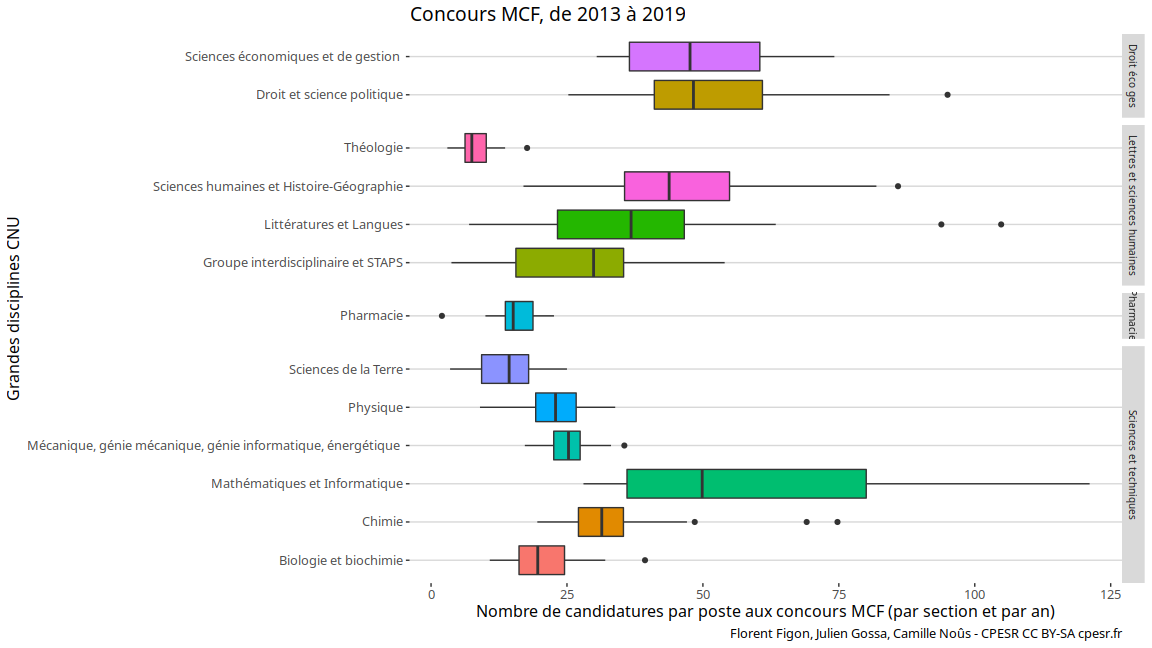 Concours MCF, de 2013 à 2019
Grandes disciplines CNU
Sciences économiques et de gestion
Droit et science politique
Droit éco ges
Théologie
Sciences humaines et Histoire-Géographie
Littératures et Langues
Groupe interdisciplinaire et STAPS
Lettres et sciences humaines
Pharmacie
Pharmacie
Sciences de la Terre
Physique
Mécanique, génie mécanique, génie informatique, énergétique
Mathématiques et Informatique
Chimie
Biologie et biochimie
Sciences et techniques
0 25 50 75 100 125
Nombre de candidatures par poste aux concours MCF (par section et par an)
Florent Figon, Julien Gossa, Camille Noûs - CPESR CC BY-SA cpesr.fr